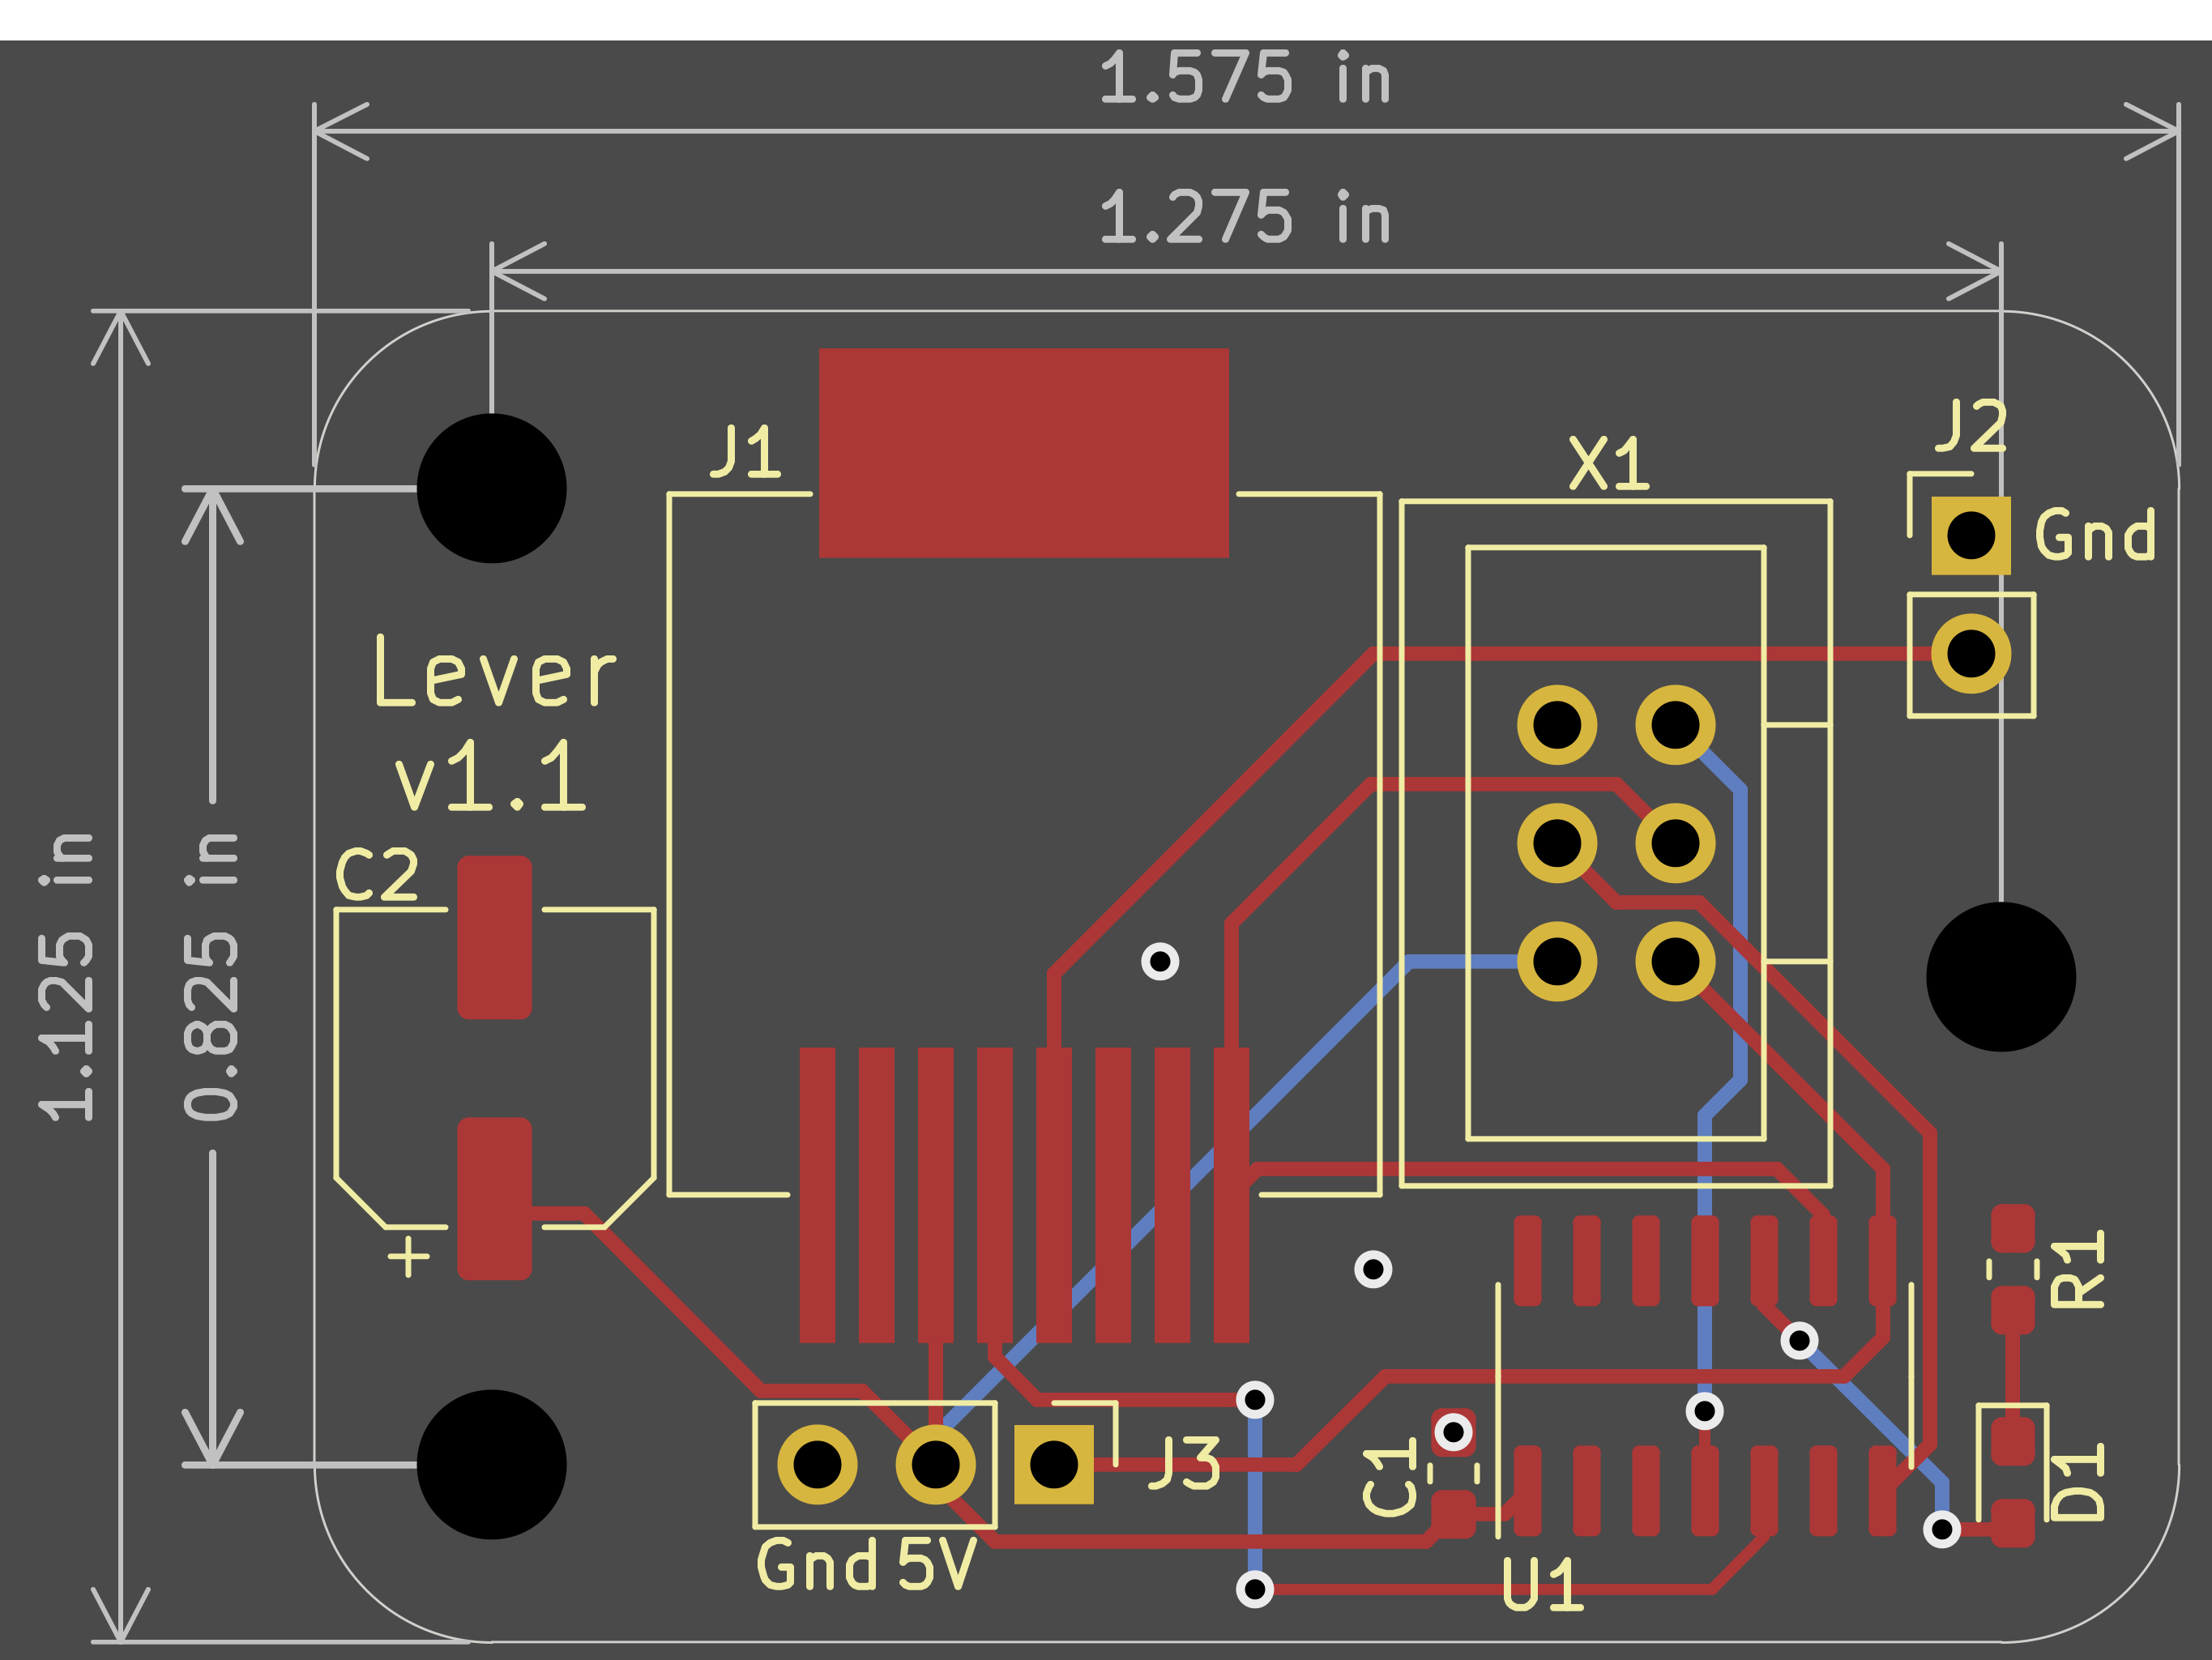 1.575 in
1.275 in
J1
X1
J2
Gnd
Lever
v1.1
C2
1.125 in
0.825 in
+
R1
C1
J3
D1
Gnd 5V
U1